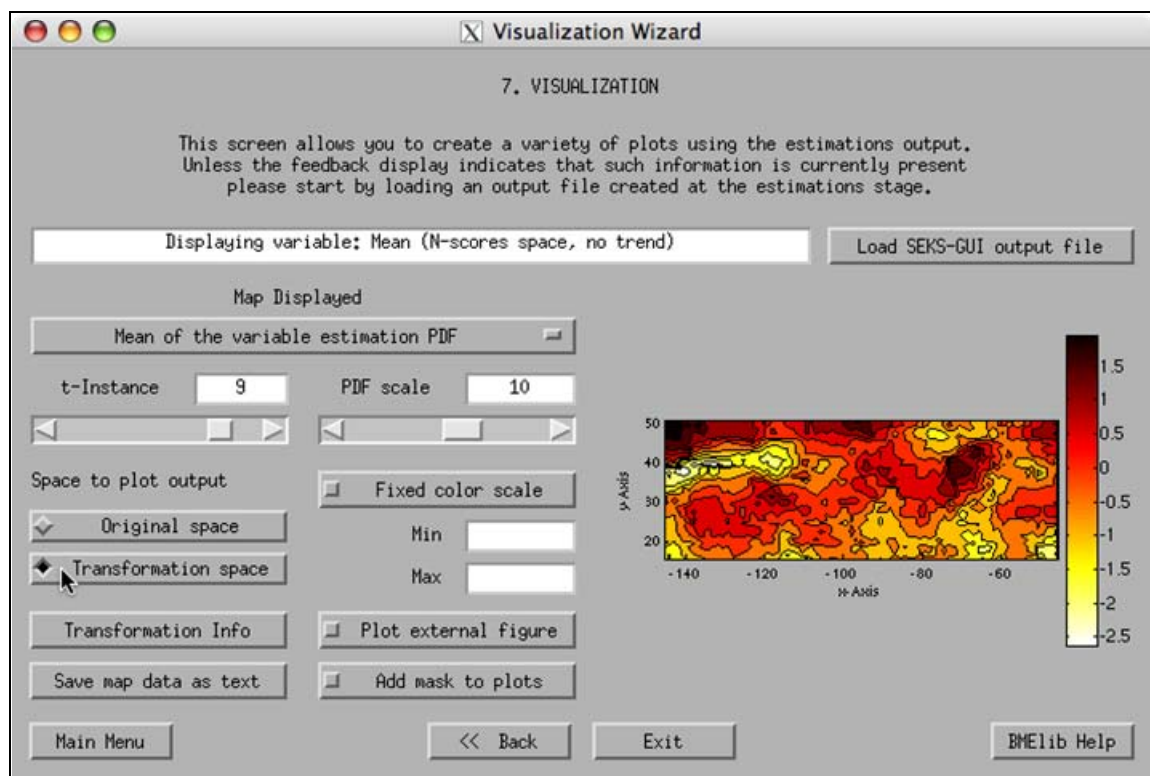 Visualization Wizard
7. VISUALIZATION
This screen allows you to create a variety of plots using the estimations output.
Unless the feedback display indicates that such information is currently present
please start by loading an output file created at the estimations stage.
Displaying variable: Mean (N-scores space, no trend)
Load SEKS-GUI output file
Map Displayed
Mean of the variable estimation PDF
t-Instance
9
PDF scale
10
Space to plot output
Original space
Transformation space
Fixed color scale
Min
Max
Transformation Info
Plot external figure
Save map data as text
Add mask to plots
y-Axis
50
40
30
20
-140 -120 -100 -80 -60
x-Axis
1.5
1
0.5
0
-0.5
-1
-1.5
-2
-2.5
Main Menu
<< Back
Exit
BMElib Help